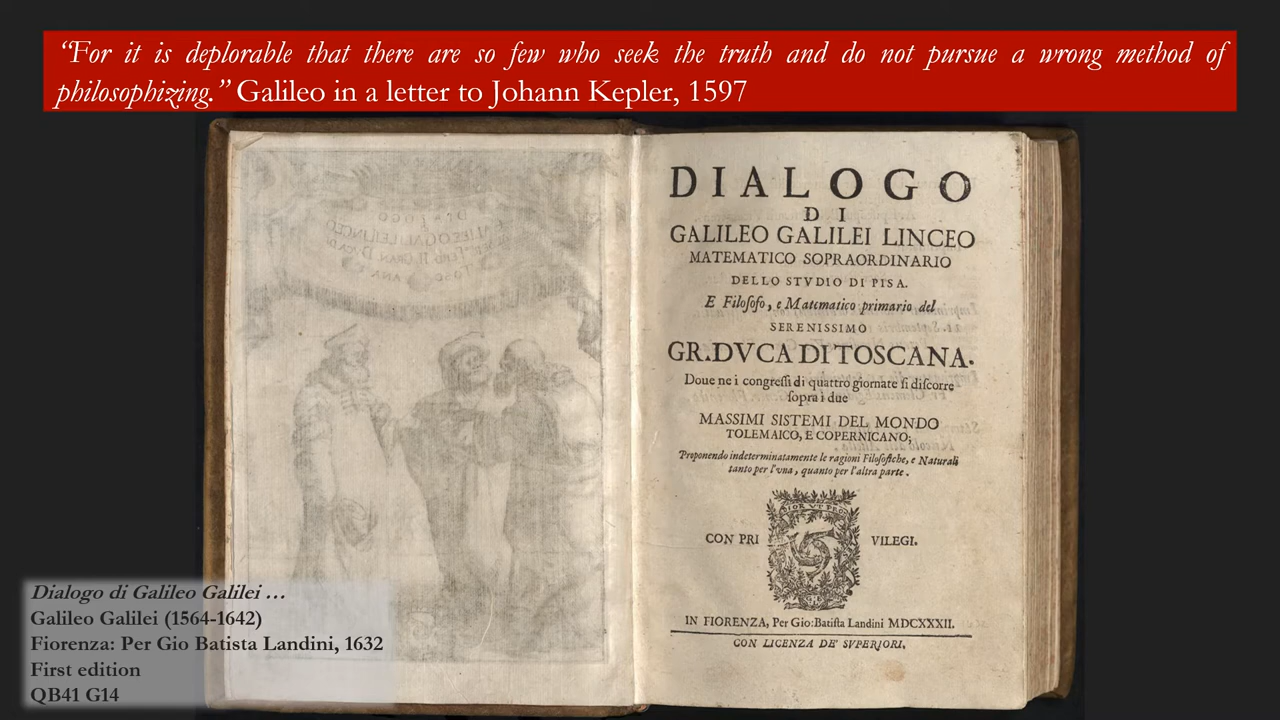 “For it is deplorable that there are so few who seek the truth and do not pursue a wrong method of
philosophizing.” Galileo in a letter to Johann Kepler, 1597
DIALOGO
DI
GALILEO GALILEI LINCEO
MATEMATICO SOPRAORDINARIO
DELLO STVDIO DI PISA.
E Filosofo, e Matematico primario del
SERENISSIMO
GR.DVCA DI TOSCANA.
Doue ne i congreſſi di quattro giornate ſi diſcorre
ſopra i due
MASSIMI SISTEMI DEL MONDO
TOLEMAICO, E COPERNICANO;
Proponendo indeterminatamente le ragioni Filoſofiche, e Naturali
tanto per l'vna, quanto per l'altra parte.
CON PRI VILEGI.
IN FIORENZA, Per Gio: Batiſta Landini MDCXXXII.
CON LICENZA DE' SVPERIORI.
Dialogo di Galileo Galilei …
Galileo Galilei (1564-1642)
Fiorenza: Per Gio Batista Landini, 1632
First edition
QB41 G14